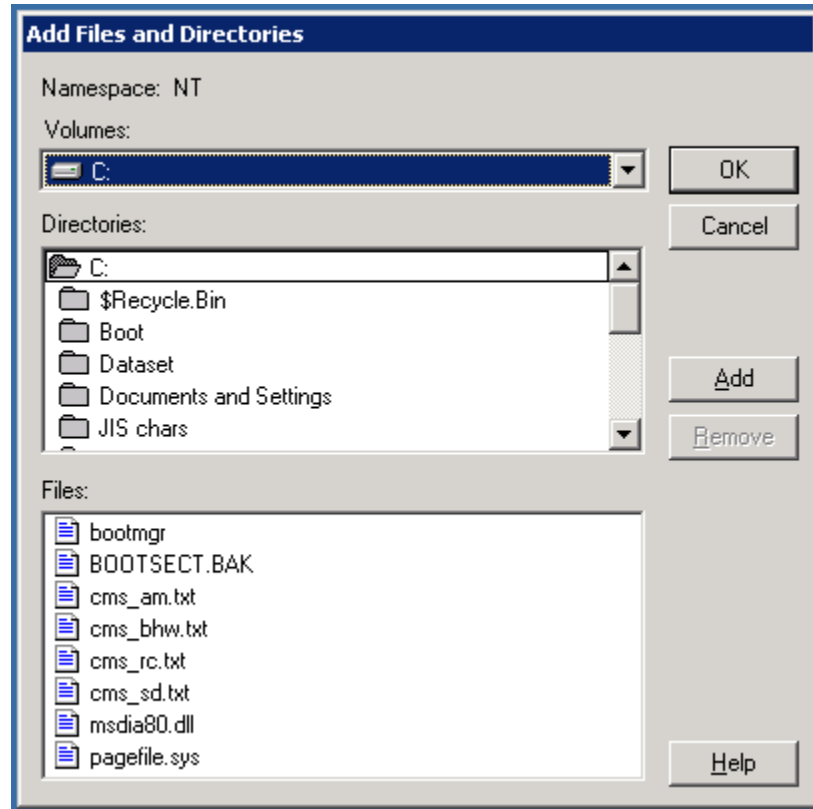 Add Files and Directories
Namespace: NT
Volumes:
C:
OK
Directories:
Cancel
C:
$Recycle.Bin
Boot
Dataset
Documents and Settings
JIS chars
Add
Remove
Files:
bootmgr
BOOTSECT.BAK
cms_am.txt
cms_bhw.txt
cms_rc.txt
cms_sd.txt
msdia80.dll
pagefile.sys
Help